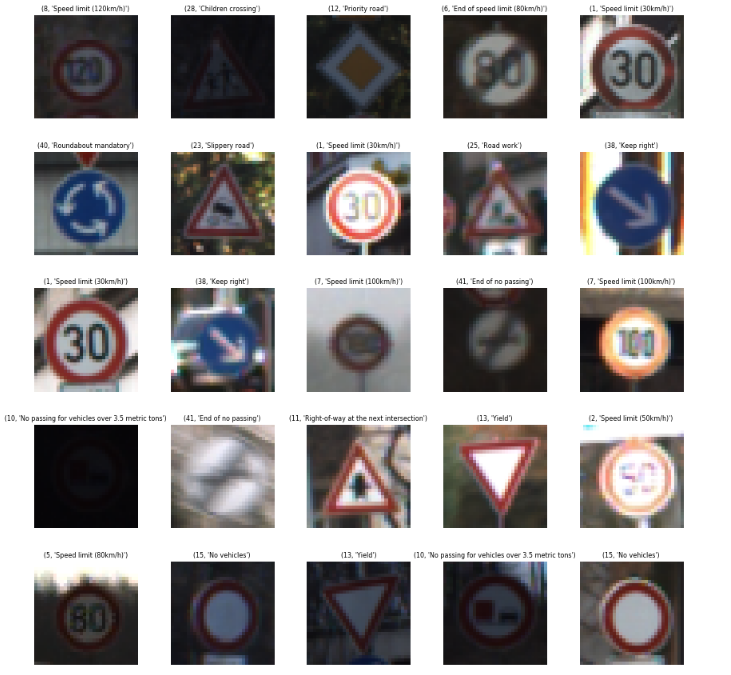 (8, 'Speed limit (120km/h)')
(28, 'Children crossing')
(12, 'Priority road')
(6, 'End of speed limit (80km/h)')
(1, 'Speed limit (30km/h)')
120
80
30
(40, 'Roundabout mandatory')
(23, 'Slippery road')
(1, 'Speed limit (30km/h)')
(25, 'Road work')
(38, 'Keep right')
30
(1, 'Speed limit (30km/h)')
(38, 'Keep right')
(7, 'Speed limit (100km/h)')
(41, 'End of no passing')
(7, 'Speed limit (100km/h)')
30
100
(10, 'No passing for vehicles over 3.5 metric tons')
(41, 'End of no passing')
(11, 'Right-of-way at the next intersection')
(13, 'Yield')
(2, 'Speed limit (50km/h)')
50
(5, 'Speed limit (80km/h)')
(15, 'No vehicles')
(13, 'Yield')
(10, 'No passing for vehicles over 3.5 metric tons')
(15, 'No vehicles')
80